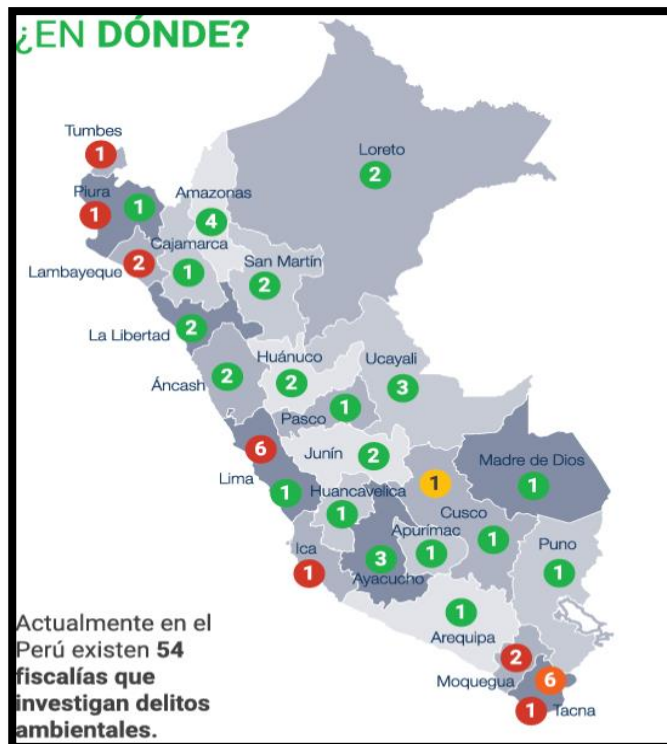 ¿EN DÓNDE?
Tumbes
1
Loreto
2
Piura
1
1
Amazonas
4
Cajamarca
1
Lambayeque
2
San Martín
2
La Libertad
2
Huánuco
2
Ucayali
3
Áncash
2
Pasco
1
Lima
6
1
Junín
2
Madre de Dios
1
Huancavelica
1
1
Cusco
1
Apurímac
1
Puno
1
Ica
1
Ayacucho
3
Arequipa
1
Moquegua
2
6
Tacna
1
Actualmente en el
Perú existen 54
fiscalías que
investigan delitos
ambientales.